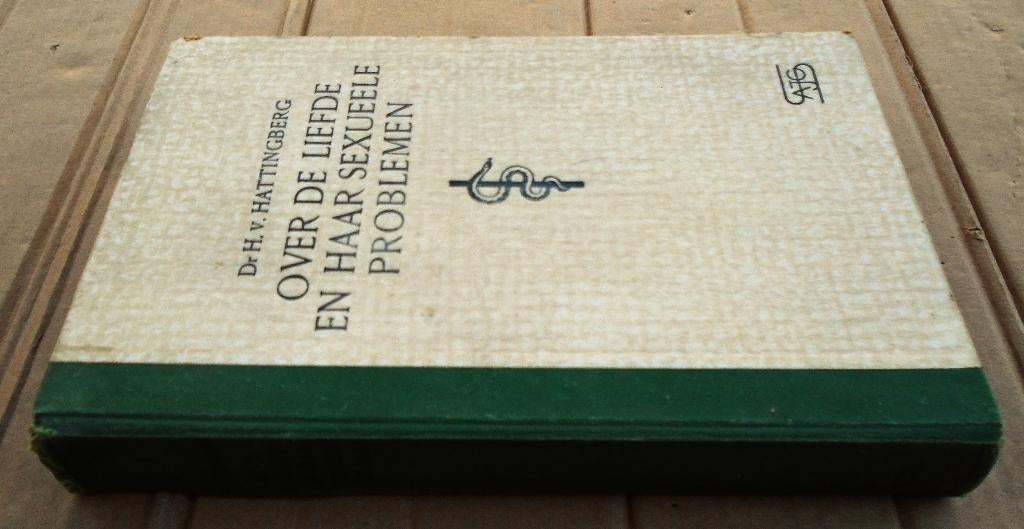 Dr H. v. HATTINGBERG
OVER DE LIEFDE
EN HAAR SEXUEELE
PROBLEMEN